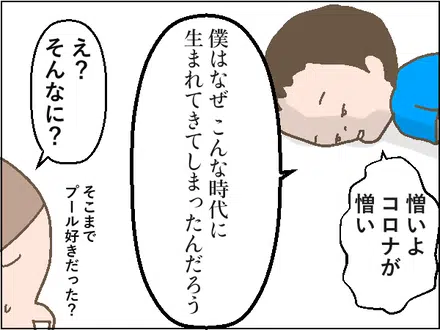 憎いよ
コロナが
憎い
僕はなぜ こんな時代に
生まれてきてしまったんだろう
え?
そんなに?
そこまで
プール好きだった?